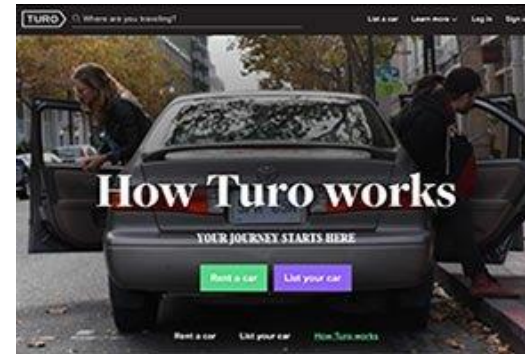 TURO Where are you traveling? List a car Learn more Log in Sign
How Turo works
YOUR JOURNEY STARTS HERE
Rent a car List your car
Rent a car List your car How Turo works